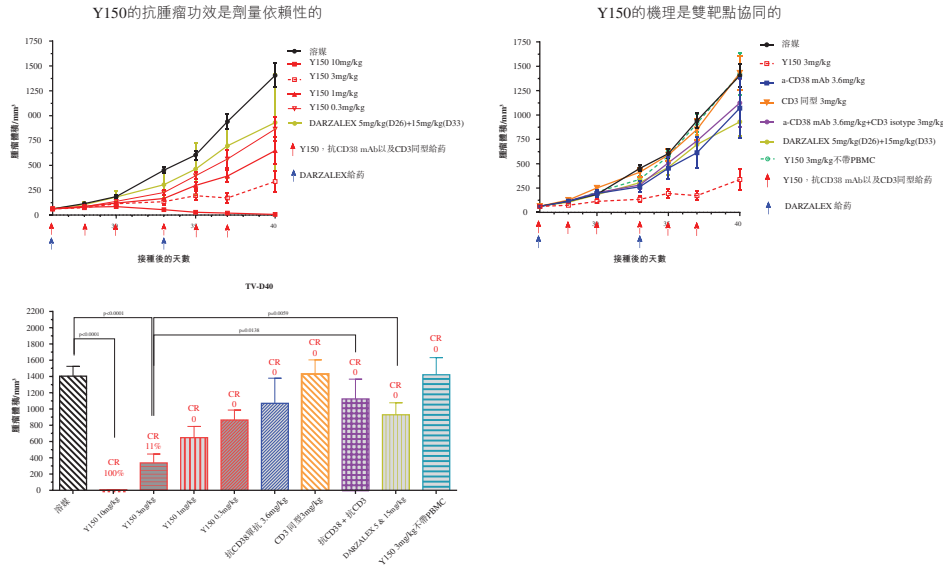 Y150的抗腫瘤功效是劑量依賴性的
1750
1500
1250
000
750
500
250
0
腫瘤體積/mm³
35
40
接種後的天數
溶媒
Y150 10mg/kg
Y150 3mg/kg
Y150 1mg/kg
Y150 0.3mg/kg
DARZALEX 5mg/kg(D26)+15mg/kg(D33)
Y150，抗CD38 mAb以及CD3同型給药
DARZALEX給药
Y150的機理是雙靶點協同的
1750
1500
1250
000
750
500
250
0
腫瘤體積/mm³
35
40
接種後的天數
溶媒
Y150 3mg/kg
a-CD38 mAb 3.6mg/kg
CD3 同型 3mg/kg
a-CD38 mAb 3.6mg/kg+CD3 isotype 3mg/kg
DARZALEX 5mg/kg(D26)+15mg/kg(D33)
Y150 3mg/kg不帶PBMC
Y150，抗CD38 mAb以及CD3同型給药
DARZALEX 給药
TV-D40
2200
2000
1800
1600
1400
1200
1000
800
600
400
200
0
腫瘤體積/mm³
p<0.0001
p<0.0001
p=0.0059
p=0.0138
CR
100%
CR
11%
CR
0
CR
0
CR
0
CR
0
CR
0
CR
0
CR
0
溶媒
Y150 10mg/kg
Y150 3mg/kg
Y150 1mg/kg
Y150 0.3mg/kg
抗CD38單抗 3.6mg/kg
CD3 同型3mg/kg
抗CD38 + 抗CD3
DARZALEX 5 & 15mg/kg
Y150 3mg/kg不帶PBMC